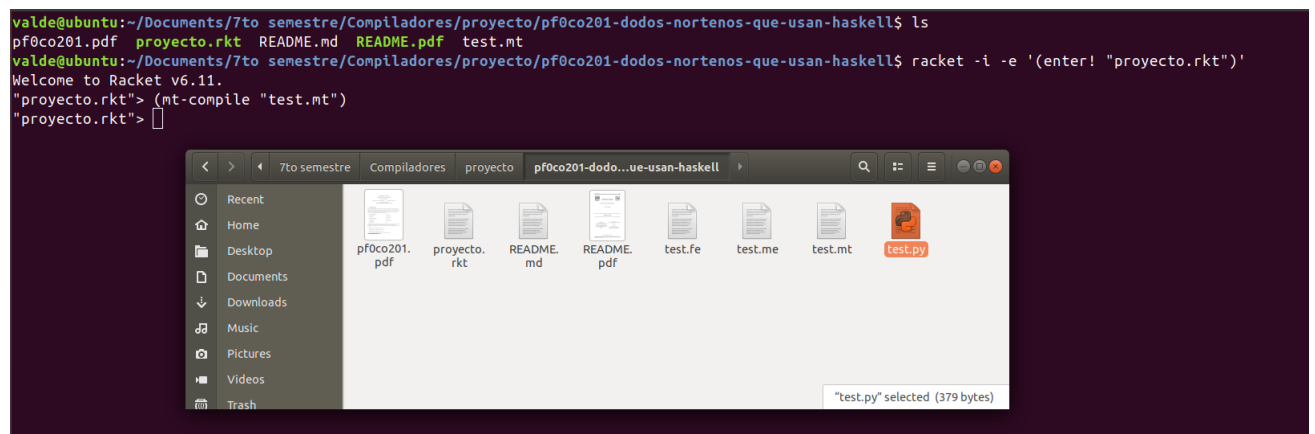 valde@ubuntu:~/Documents/7to semestre/Compiladores/proyecto/pf0co201-dodos-nortenos-que-usan-haskell$ ls
pf0co201.pdf proyecto.rkt README.md README.pdf test.mt
valde@ubuntu:~/Documents/7to semestre/Compiladores/proyecto/pf0co201-dodos-nortenos-que-usan-haskell$ racket -i -e '(enter! "proyecto.rkt")'
Welcome to Racket v6.11.
"proyecto.rkt"> (mt-compile "test.mt")
"proyecto.rkt">
7to semestre Compiladores proyecto pf0co201-dodo...ue-usan-haskell
Recent
Home
Desktop
Documents
Downloads
Music
Pictures
Videos
Trash
pf0co201.
pdf
proyecto.
rkt
README.
md
README.
pdf
test.fe
test.me
test.mt
test.py
"test.py" selected (379 bytes)